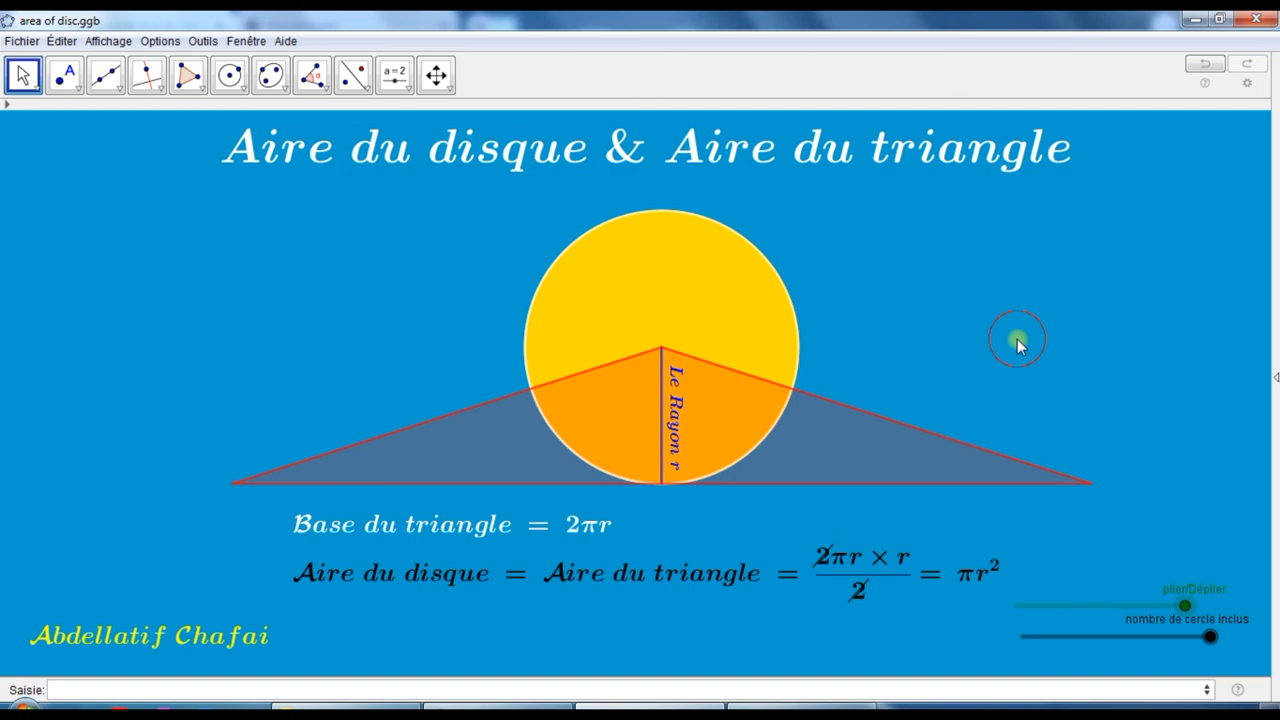 area of disc.ggb
Fichier Éditer Affichage Options Outils Fenêtre Aide
A α a=2
Aire du disque & Aire du triangle
Le Rayon r
Base du triangle = 2πr
Aire du disque = Aire du triangle = 2πr × r / 2 = πr²
plier/Déplier
nombre de cercle inclus
Abdellatif Chafai
Saisie: